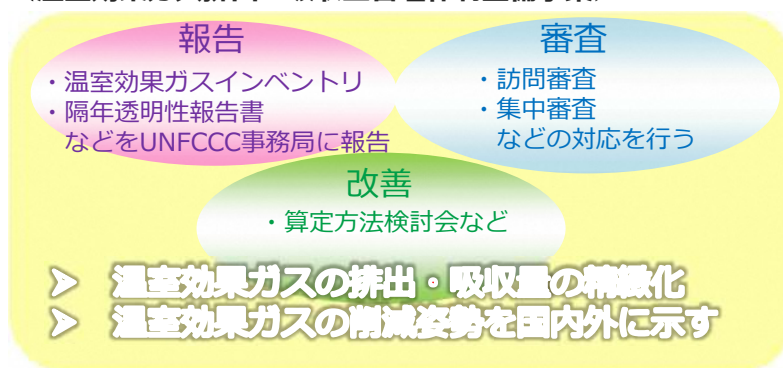 報告
・温室効果ガスインベントリ
・隔年透明性報告書
などをUNFCCC事務局に報告
審査
・訪問審査
・集中審査
などの対応を行う
改善
・算定方法検討会など
➤ 温室効果ガスの排出・吸収量の精緻化
➤ 温室効果ガスの削減姿勢を国内外に示す